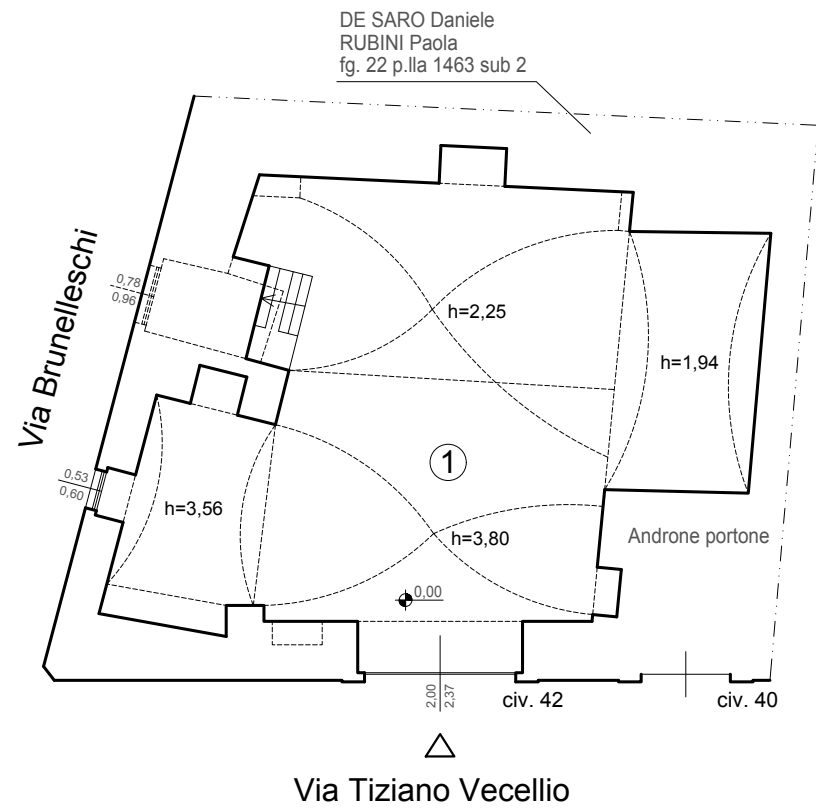 DE SARO Daniele
RUBINI Paola
fg. 22 p.lla 1463 sub 2
Via Brunelleschi
0,78
0,96
h=2,25
h=1,94
1
0,53
0,60
h=3,56
h=3,80
Androne portone
0,00
2,00
2,37
civ. 42
civ. 40
Via Tiziano Vecellio